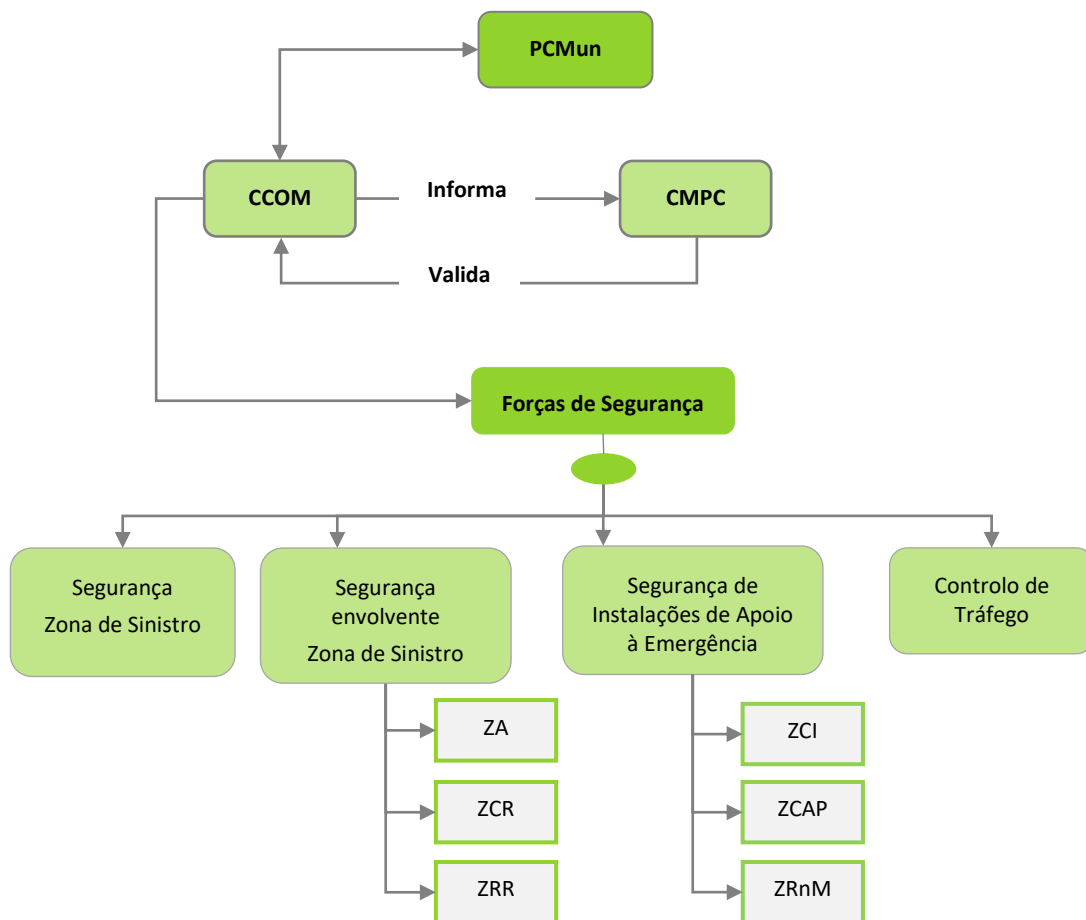 PCMun
CCOM
Informa
CMPC
Valida
Forças de Segurança
Segurança
Zona de Sinistro
Segurança
envolvente
Zona de Sinistro
Segurança de
Instalações de Apoio
à Emergência
Controlo de
Tráfego
ZA
ZCR
ZRR
ZCI
ZCAP
ZRnM